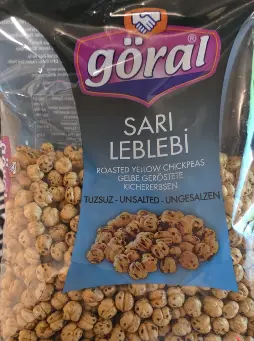 göral
SARI
LEBLEBİ
ROASTED YELLOW CHICKPEAS
GELBE GERÖSTETE
KICHERERBSEN
TUZSUZ - UNSALTED - UNGESALZEN